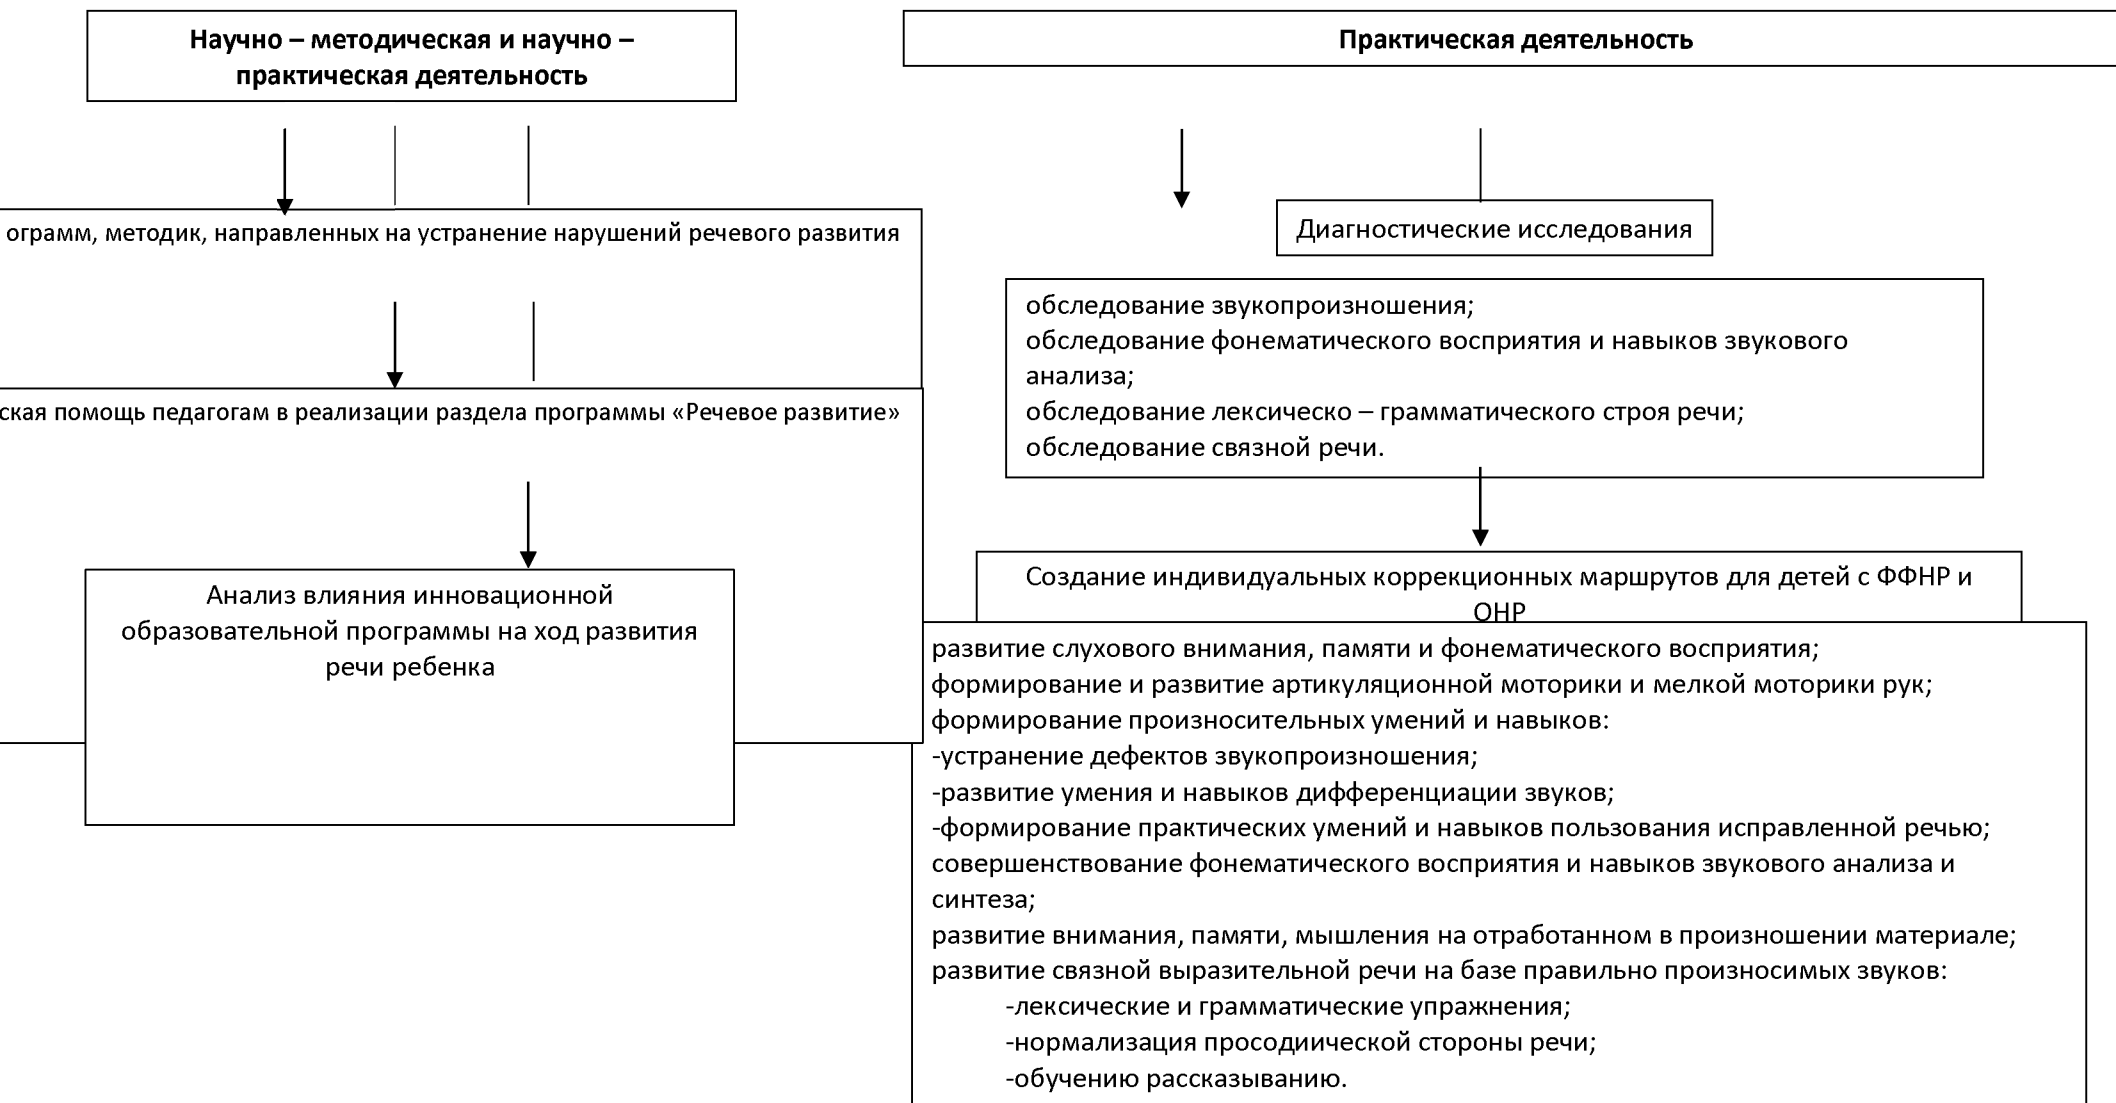 Научно – методическая и научно –
практическая деятельность
ограмм, методик, направленных на устранение нарушений речевого развития
ская помощь педагогам в реализации раздела программы «Речевое развитие»
Анализ влияния инновационной
образовательной программы на ход развития
речи ребенка
Практическая деятельность
Диагностические исследования
обследование звукопроизношения;
обследование фонематического восприятия и навыков звукового
анализа;
обследование лексическо – грамматического строя речи;
обследование связной речи.
Создание индивидуальных коррекционных маршрутов для детей с ФФНР и
ОНР
развитие слухового внимания, памяти и фонематического восприятия;
формирование и развитие артикуляционной моторики и мелкой моторики рук;
формирование произносительных умений и навыков:
-устранение дефектов звукопроизношения;
-развитие умения и навыков дифференциации звуков;
-формирование практических умений и навыков пользования исправленной речью;
совершенствование фонематического восприятия и навыков звукового анализа и
синтеза;
развитие внимания, памяти, мышления на отработанном в произношении материале;
развитие связной выразительной речи на базе правильно произносимых звуков:
-лексические и грамматические упражнения;
-нормализация просодиической стороны речи;
-обучению рассказыванию.